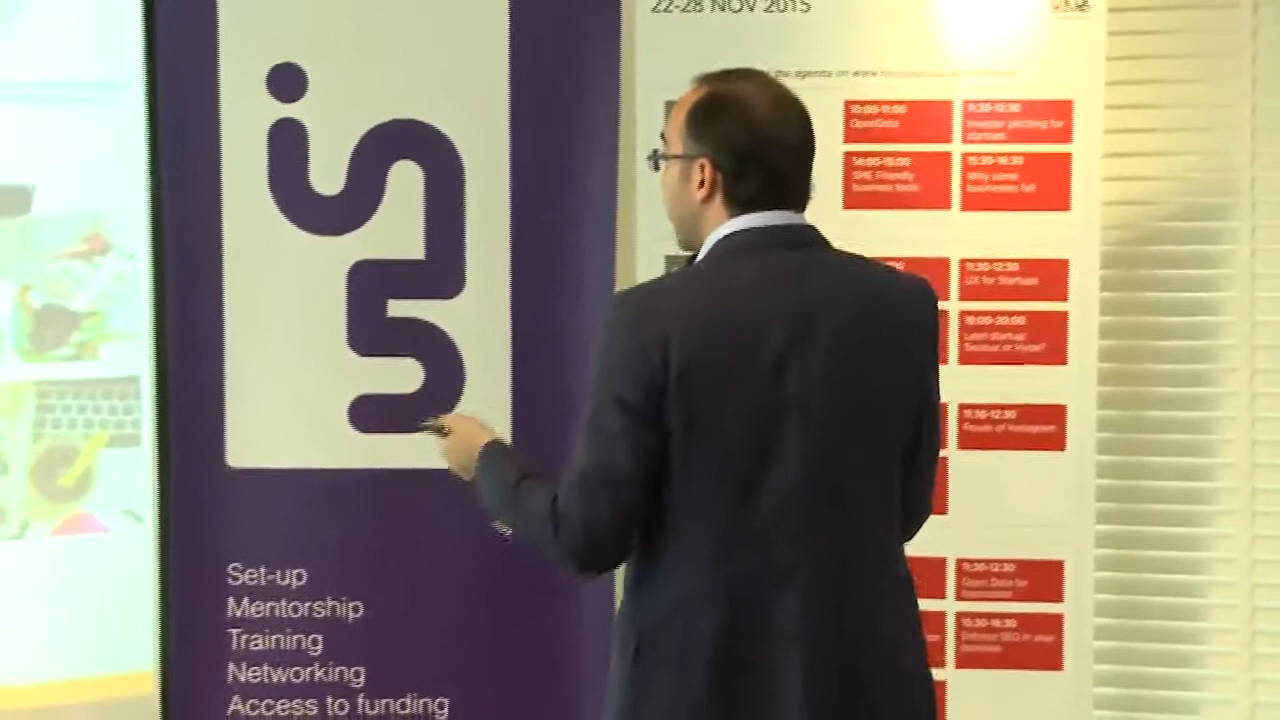 22-28 NOV 2015
the agenda on www
10:00-11:00
OpenData
11:30-12:30
Investor pitching for
startups
14:00-15:00
SME Friendly
business tools
15:30-16:30
Why some
businesses fail
11:30-12:30
UX for Startups
18:00-20:00
Lean startup:
Saviour or Hype?
11:30-12:30
Power of Instagram
11:30-12:30
Open Data for
15:30-16:30
Enhance SEO in your
business
Set-up
Mentorship
Training
Networking
Access to funding